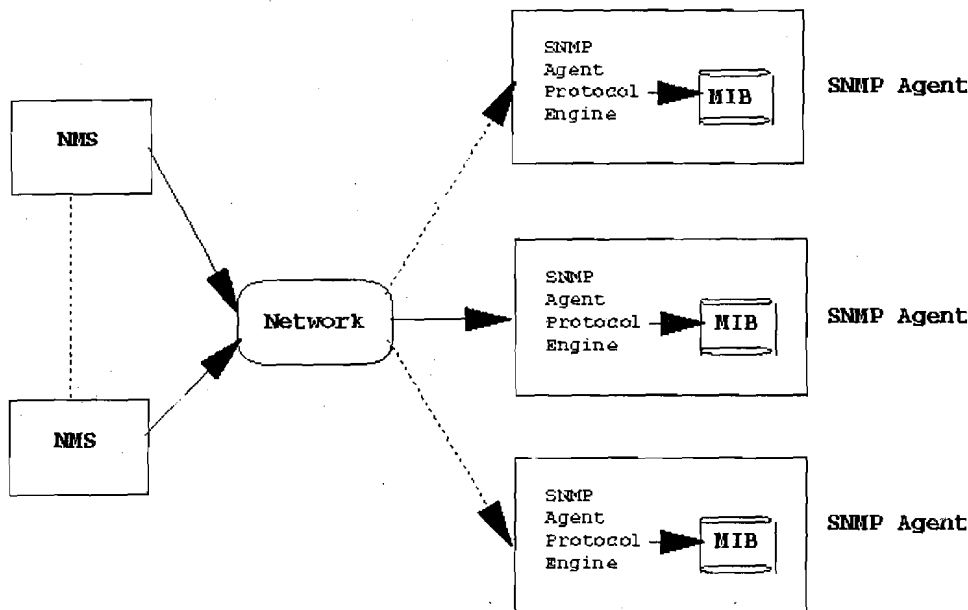 NMS
NMS
Network
SNMP
Agent
Protocol
Engine
MIB
SNMP Agent
SNMP
Agent
Protocol
Engine
MIB
SNMP Agent
SNMP
Agent
Protocol
Engine
MIB
SNMP Agent